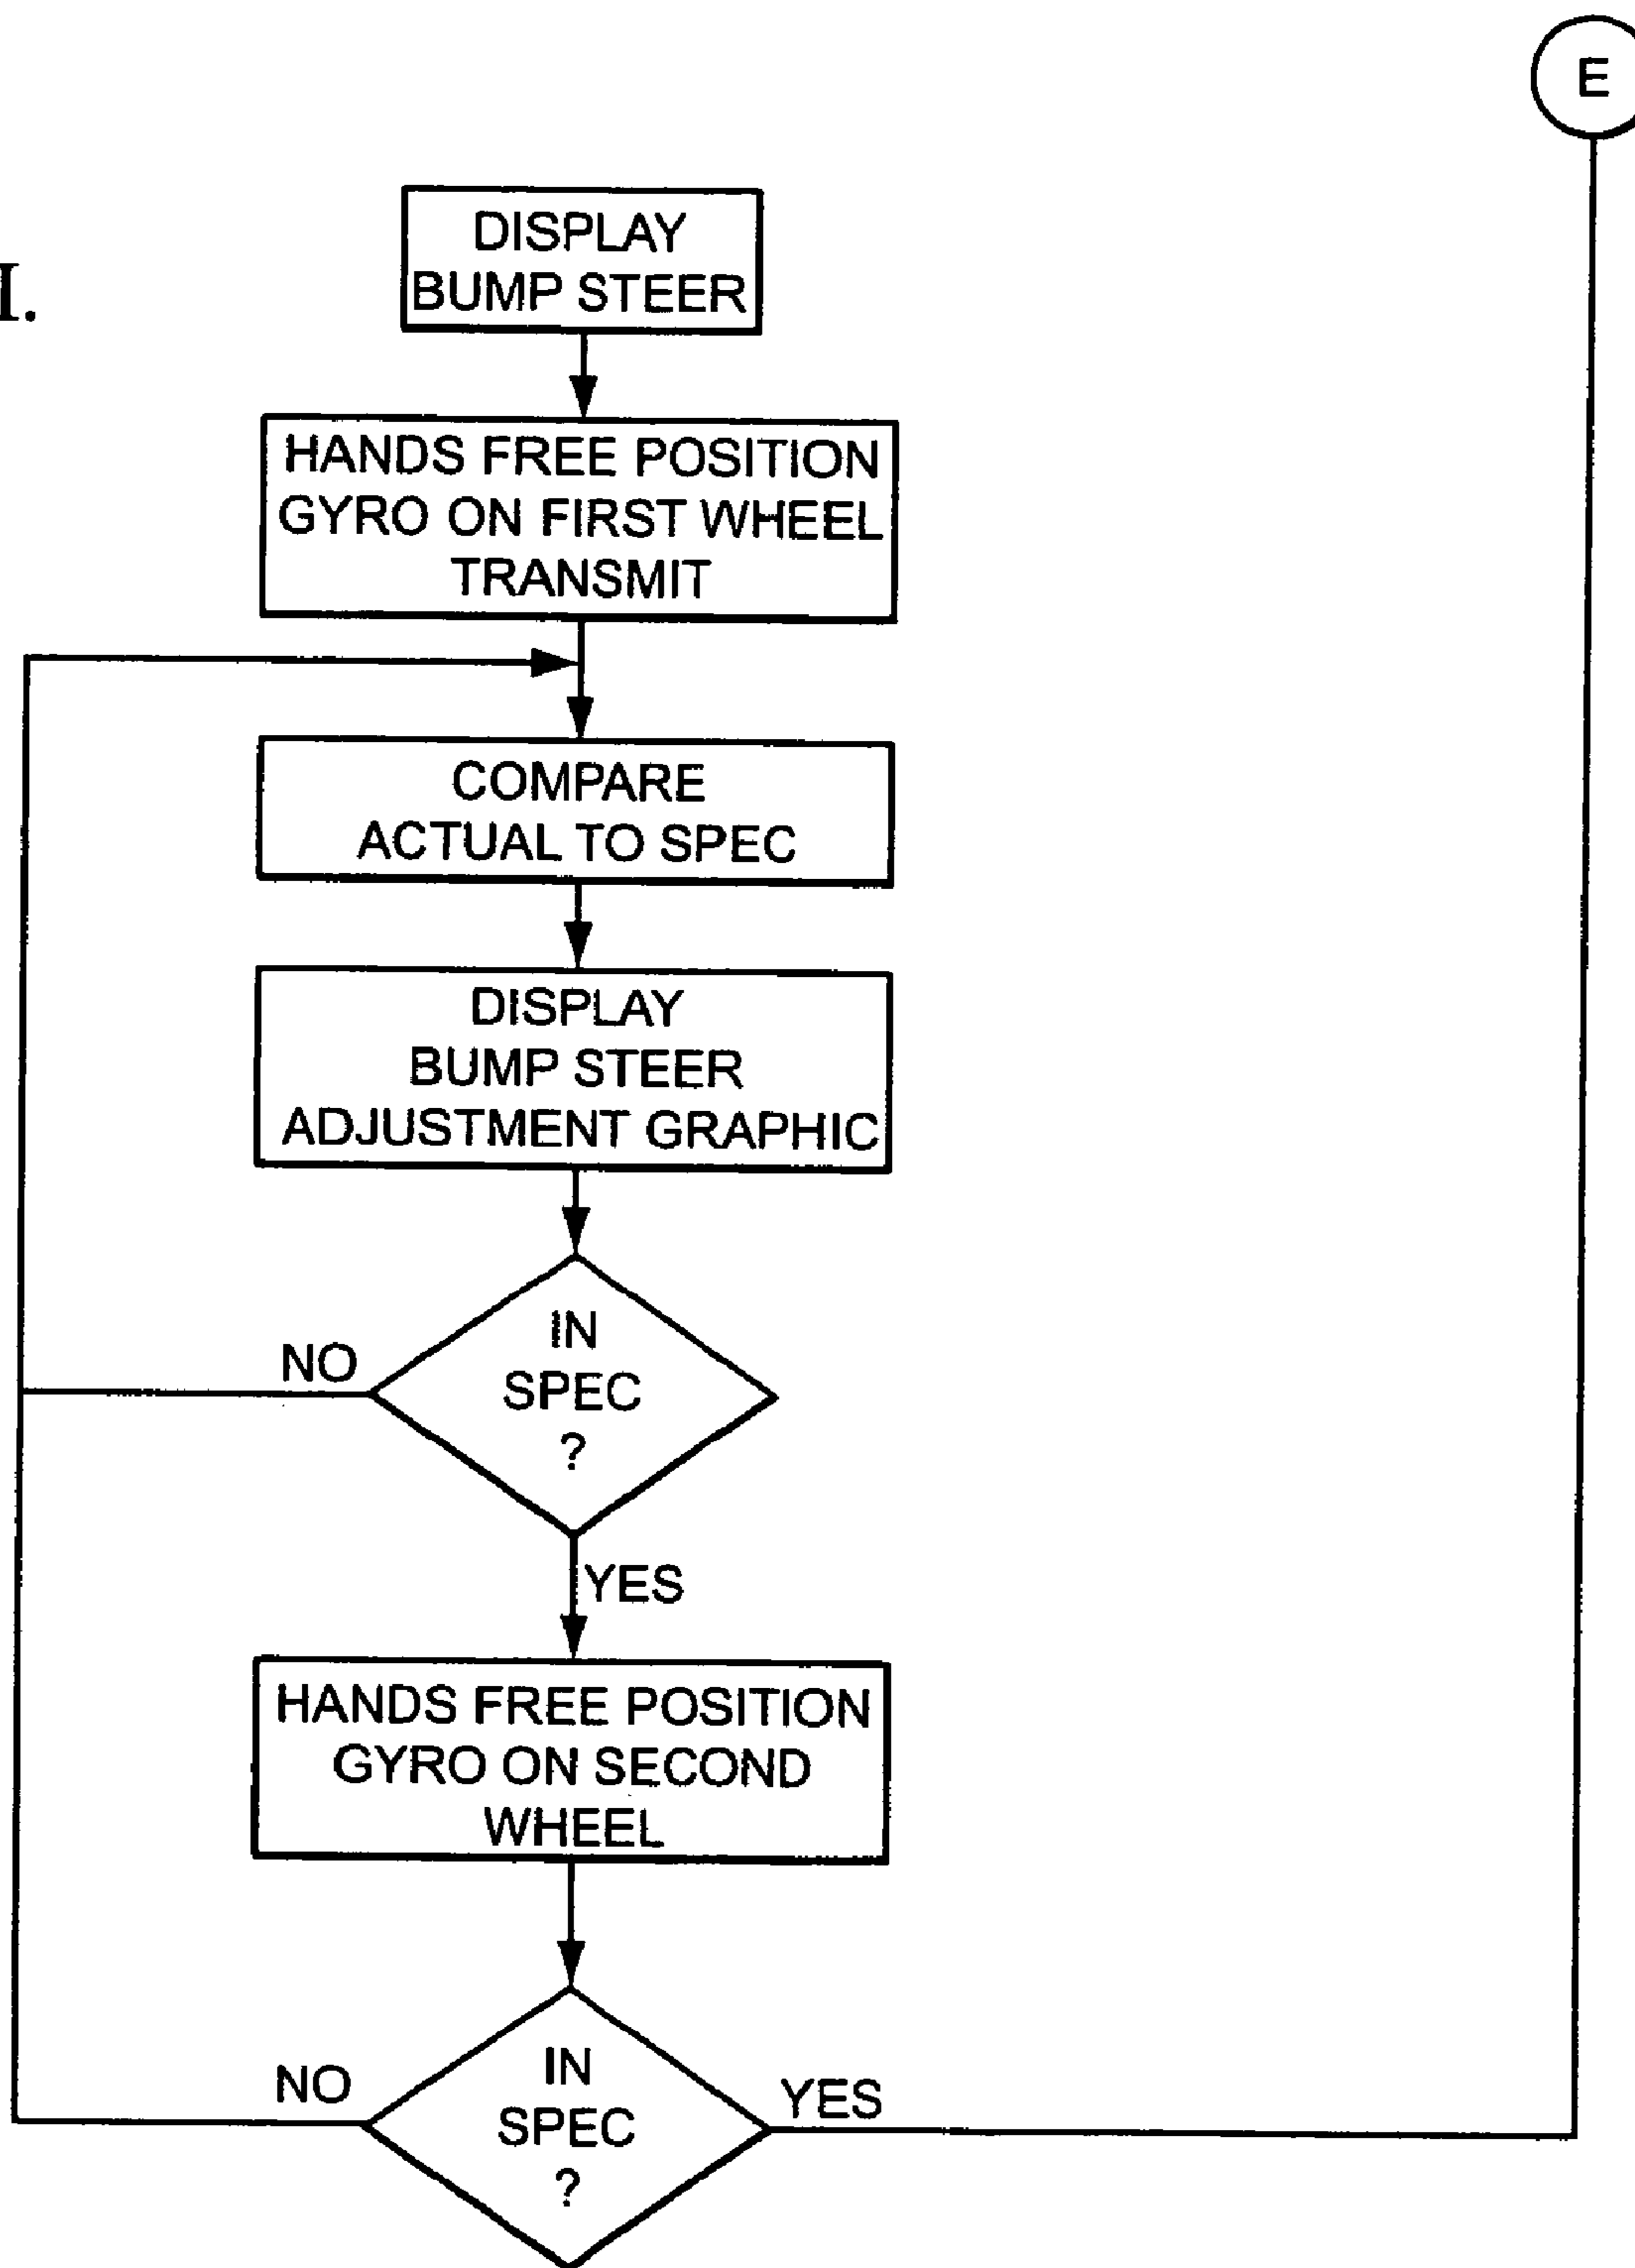 E
I.
DISPLAY
BUMP STEER
HANDS FREE POSITION
GYRO ON FIRST WHEEL
TRANSMIT
COMPARE
ACTUAL TO SPEC
DISPLAY
BUMP STEER
ADJUSTMENT GRAPHIC
IN
SPEC
?
NO
YES
HANDS FREE POSITION
GYRO ON SECOND
WHEEL
IN
SPEC
?
NO
YES